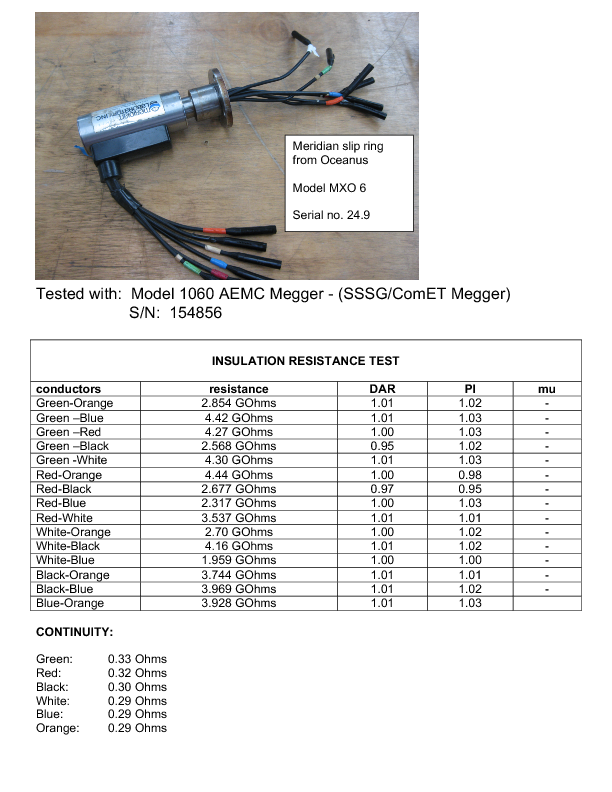 Meridian slip ring
from Oceanus
Model MXO 6
Serial no. 24.9
Tested with: Model 1060 AEMC Megger - (SSSG/ComET Megger)
S/N: 154856
INSULATION RESISTANCE TEST
conductors resistance DAR PI mu
Green-Orange 2.854 GOhms 1.01 1.02 -
Green –Blue 4.42 GOhms 1.01 1.03 -
Green –Red 4.27 GOhms 1.00 1.03 -
Green –Black 2.568 GOhms 0.95 1.02 -
Green -White 4.30 GOhms 1.01 1.03 -
Red-Orange 4.44 GOhms 1.00 0.98 -
Red-Black 2.677 GOhms 0.97 0.95 -
Red-Blue 2.317 GOhms 1.00 1.03 -
Red-White 3.537 GOhms 1.01 1.01 -
White-Orange 2.70 GOhms 1.00 1.02 -
White-Black 4.16 GOhms 1.01 1.02 -
White-Blue 1.959 GOhms 1.00 1.00 -
Black-Orange 3.744 GOhms 1.01 1.01 -
Black-Blue 3.969 GOhms 1.01 1.02 -
Blue-Orange 3.928 GOhms 1.01 1.03
CONTINUITY:
Green: 0.33 Ohms
Red: 0.32 Ohms
Black: 0.30 Ohms
White: 0.29 Ohms
Blue: 0.29 Ohms
Orange: 0.29 Ohms